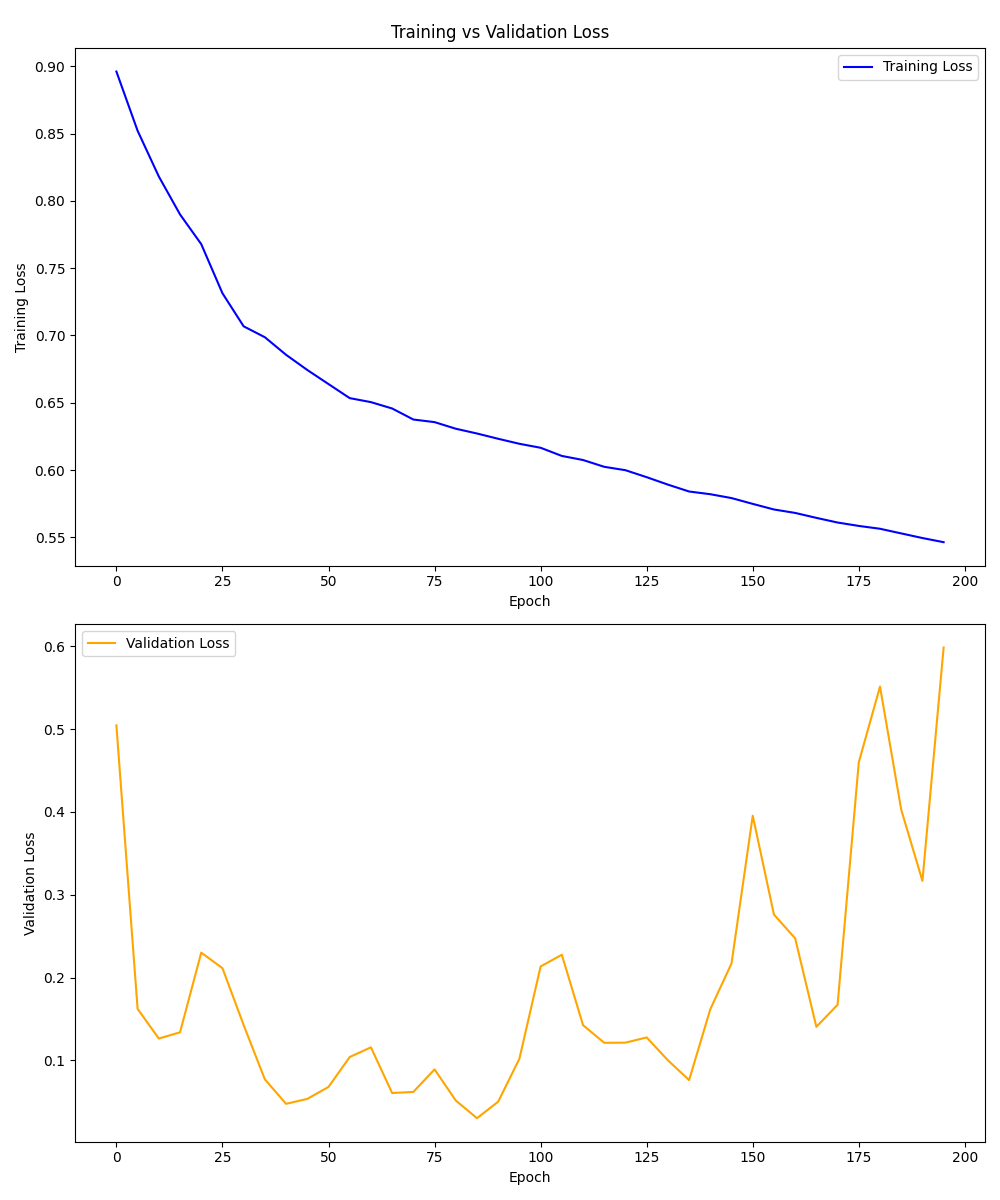 Training vs Validation Loss
Training Loss
0.90
0.85
0.80
0.75
0.70
0.65
0.60
0.55
Training Loss
0 25 50 75 100 125 150 175 200
Epoch
Validation Loss
0.6
0.5
0.4
0.3
0.2
0.1
Validation Loss
0 25 50 75 100 125 150 175 200
Epoch